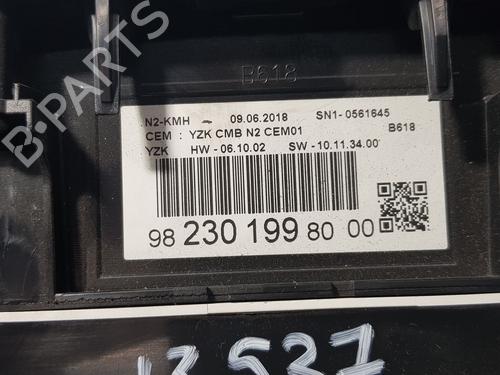 B618
N2-KMH - 09.06.2018 SN1- 0561645
CEM : YZK CMB N2 CEM01 B618
YZK HW - 06.10.02 SW - 10.11.34.00
98 230 199 80 00
B-PARTS